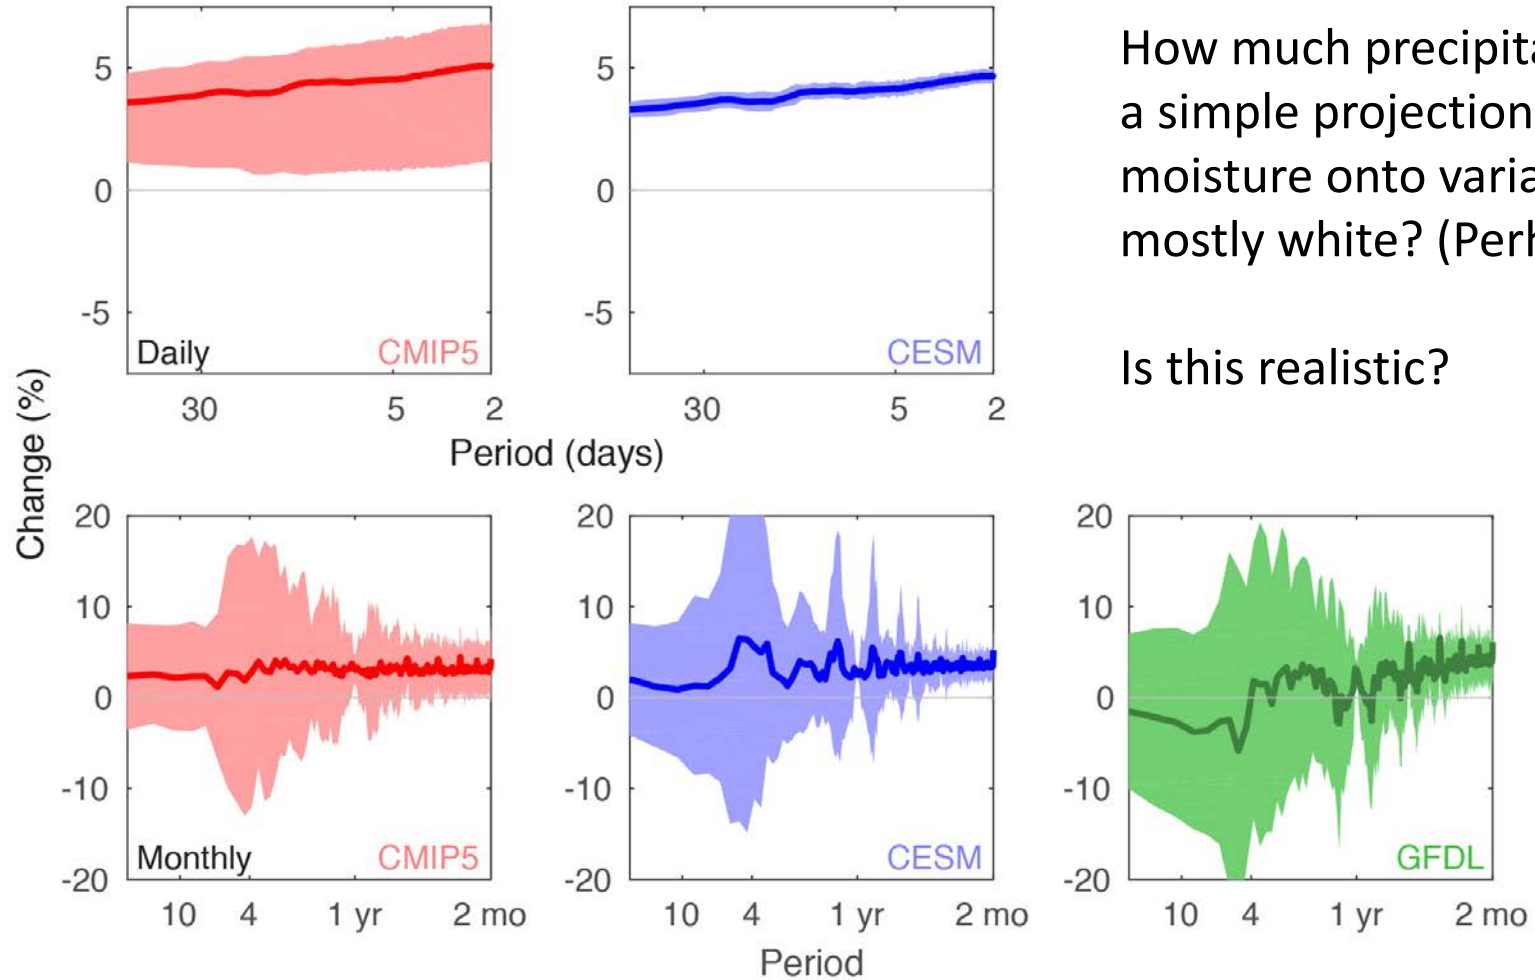 How much precipita
a simple projection
moisture onto varia
mostly white? (Perh
Is this realistic?
Change (%)
5
0
-5
Daily
CMIP5
30
5
2
5
0
-5
CESM
30
5
2
Period (days)
20
10
0
-10
-20
Monthly
CMIP5
10
4
1 yr
2 mo
20
10
0
-10
-20
CESM
10
4
1 yr
2 mo
20
10
0
-10
-20
GFDL
10
4
1 yr
2 mo
Period